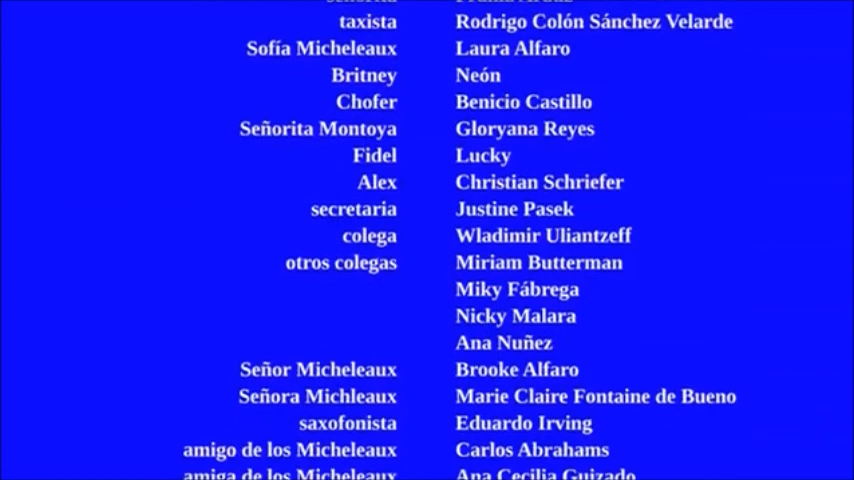 taxista Rodrigo Colón Sánchez Velarde
Sofía Micheleaux Laura Alfaro
Britney Neón
Chofer Benicio Castillo
Señorita Montoya Gloryana Reyes
Fidel Lucky
Alex Christian Schriefer
secretaria Justine Pasek
colega Wladimir Uliantzeff
otros colegas Miriam Butterman
Miky Fábrega
Nicky Malara
Ana Nuñez
Señor Micheleaux Brooke Alfaro
Señora Michleaux Marie Claire Fontaine de Bueno
saxofonista Eduardo Irving
amigo de los Micheleaux Carlos Abrahams
amiga de los Micheleaux Ana Cecilia Guizado